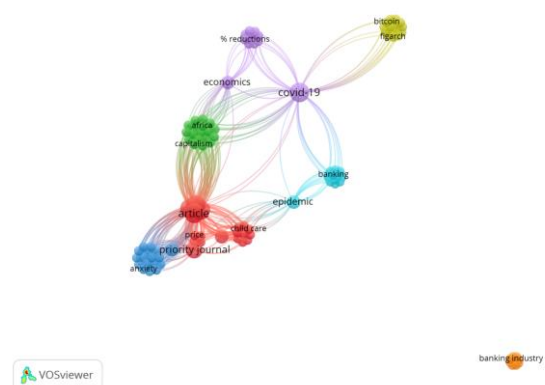 bitcoin
figarch
% reductions
economics
covid-19
africa
capitalism
banking
epidemic
article
child care
price
priority journal
anxiety
banking industry
VOSviewer